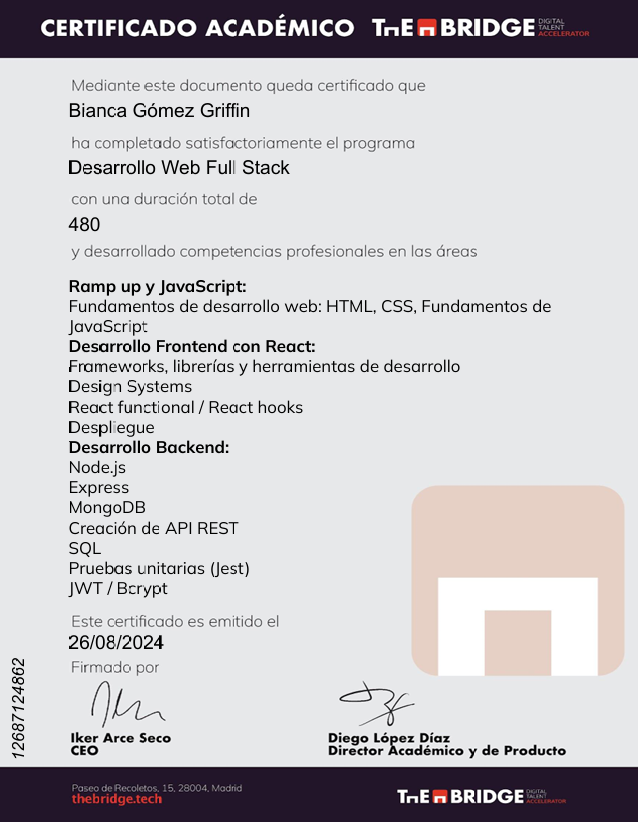 CERTIFICADO ACADÉMICO THE BRIDGE DIGITAL TALENT ACCELERATOR
Mediante este documento queda certificado que
Bianca Gómez Griffin
ha completado satisfactoriamente el programa
Desarrollo Web Full Stack
con una duración total de
480
y desarrollado competencias profesionales en las áreas
Ramp up y JavaScript:
Fundamentos de desarrollo web: HTML, CSS, Fundamentos de
JavaScript
Desarrollo Frontend con React:
Frameworks, librerías y herramientas de desarrollo
Design Systems
React functional / React hooks
Despliegue
Desarrollo Backend:
Node.js
Express
MongoDB
Creación de API REST
SQL
Pruebas unitarias (Jest)
JWT / Bcrypt
Este certificado es emitido el
26/08/2024
Firmado por
12687124862
Iker Arce Seco
CEO
Diego López Díaz
Director Académico y de Producto
Paseo de Recoletos, 15, 28004, Madrid
thebridge.tech
THE BRIDGE DIGITAL TALENT ACCELERATOR